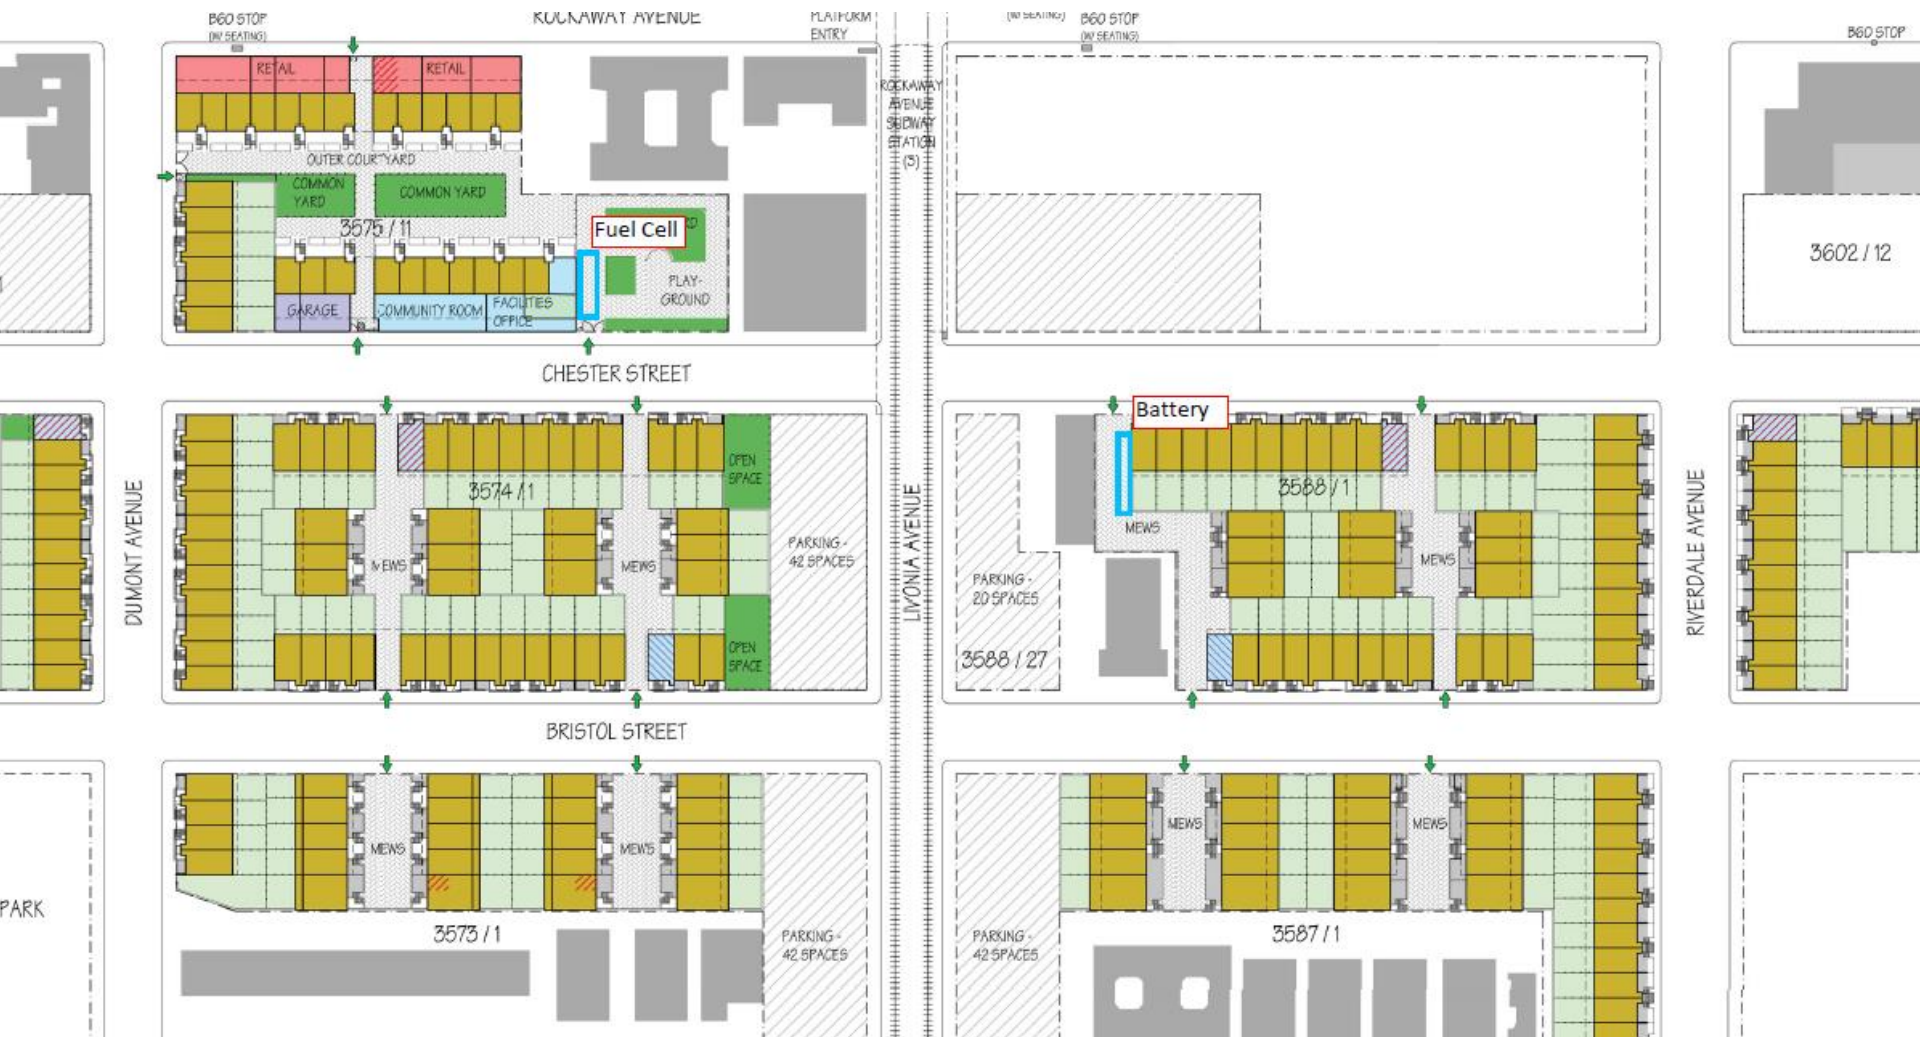 B60 STOP
(W/ SEATING)
ROCKAWAY AVENUE
PLATFORM
ENTRY
(W/ SEATING)
B60 STOP
(W/ SEATING)
B60 STOP
RETAIL
RETAIL
ROCKAWAY
AVENUE
SUBWAY
STATION
(3)
OUTER COURTYARD
COMMON
YARD
COMMON YARD
3575 / 11
Fuel Cell
PLAY-
GROUND
GARAGE
COMMUNITY ROOM
FACILITIES
OFFICE
3602 / 12
CHESTER STREET
Battery
DUMONT AVENUE
3574 / 1
OPEN
SPACE
MEWS
MEWS
PARKING -
42 SPACES
OPEN
SPACE
LIVONIA AVENUE
3588 / 1
MEWS
MEWS
PARKING -
20 SPACES
3588 / 27
RIVERDALE AVENUE
BRISTOL STREET
MEWS
MEWS
MEWS
MEWS
PARK
3573 / 1
PARKING -
42 SPACES
PARKING -
42 SPACES
3587 / 1